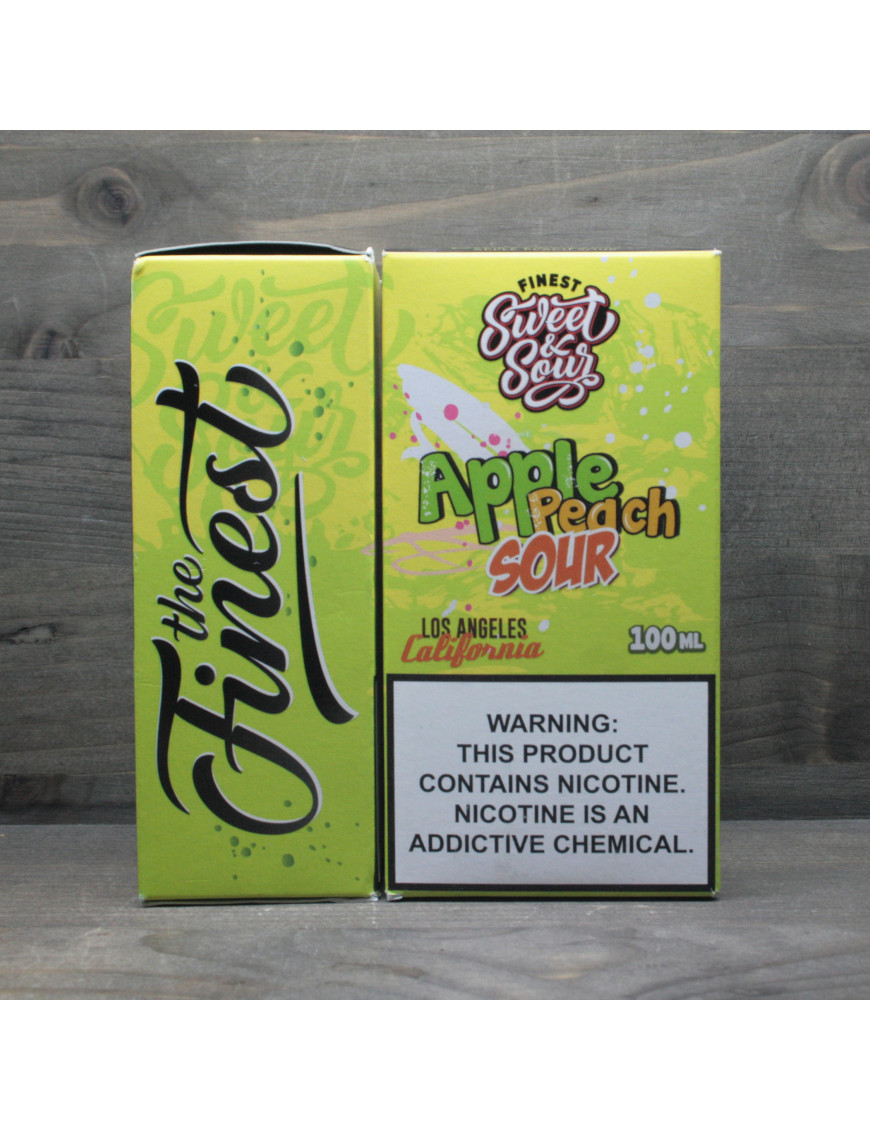 the
Finest
Sweet
FINEST
Sweet
&
Sour
Apple
Peach
SOUR
LOS ANGELES
California
100ML
WARNING:
THIS PRODUCT
CONTAINS NICOTINE.
NICOTINE IS AN
ADDICTIVE CHEMICAL.